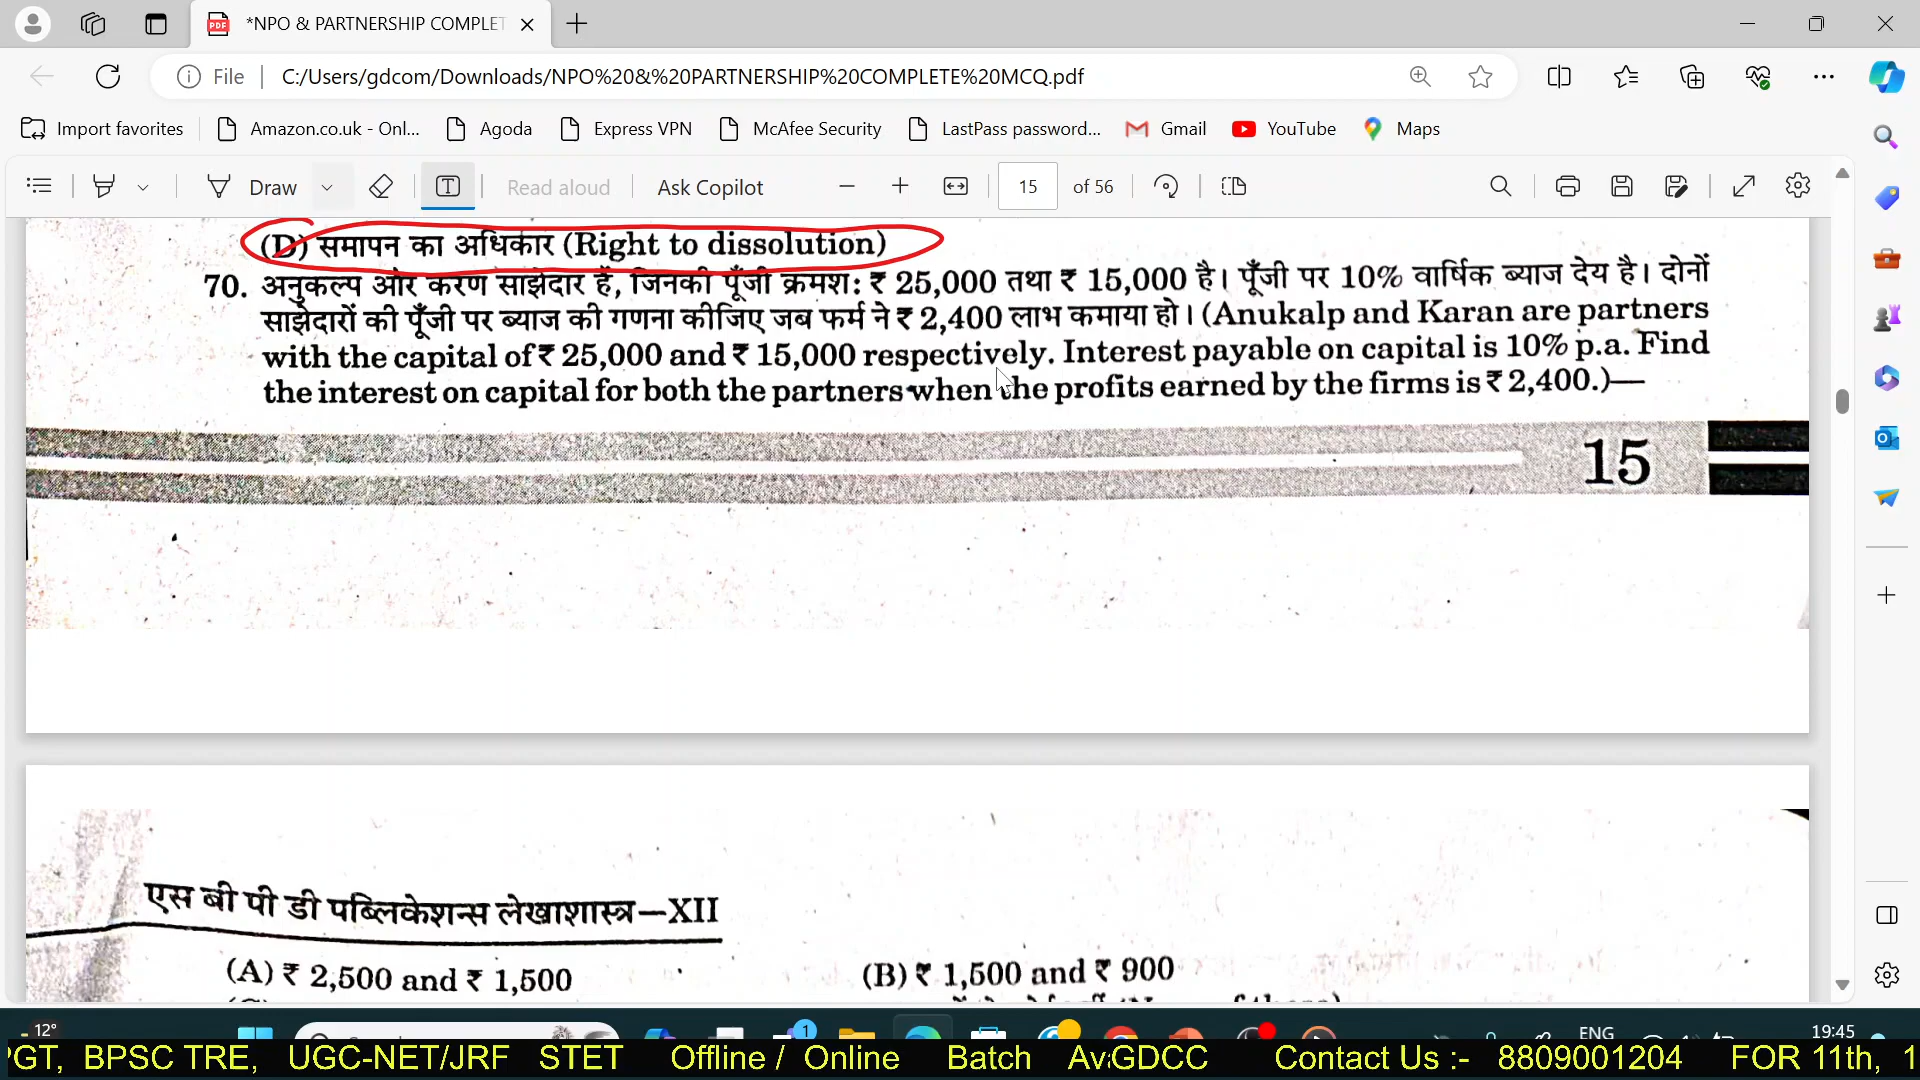 *NPO & PARTNERSHIP COMPLET
File
C:/Users/gdcom/Downloads/NPO%20&%20PARTNERSHIP%20COMPLETE%20MCQ.pdf
Import favorites
Amazon.co.uk - Onl...
Agoda
Express VPN
McAfee Security
LastPass password...
Gmail
YouTube
Maps
Draw
Read aloud
Ask Copilot
15 of 56
(D) समापन का अधिकार (Right to dissolution)
70. अनुकल्प और करण साझेदार हैं, जिनकी पूँजी क्रमश: ₹ 25,000 तथा ₹ 15,000 है। पूँजी पर 10% वार्षिक ब्याज देय है। दोनों
साझेदारों की पूँजी पर ब्याज की गणना कीजिए जब फर्म ने ₹ 2,400 लाभ कमाया हो। (Anukalp and Karan are partners
with the capital of ₹ 25,000 and ₹ 15,000 respectively. Interest payable on capital is 10% p.a. Find
the interest on capital for both the partners when the profits earned by the firms is ₹ 2,400.)—
15
एस बी पी डी पब्लिकेशन्स लेखाशास्त्र—XII
(A) ₹ 2,500 and ₹ 1,500
(B) ₹ 1,500 and ₹ 900
12°
1
ENG
19:45
PGT, BPSC TRE, UGC-NET/JRF STET Offline / Online Batch Av GDCC Contact Us :- 8809001204 FOR 11th, 1